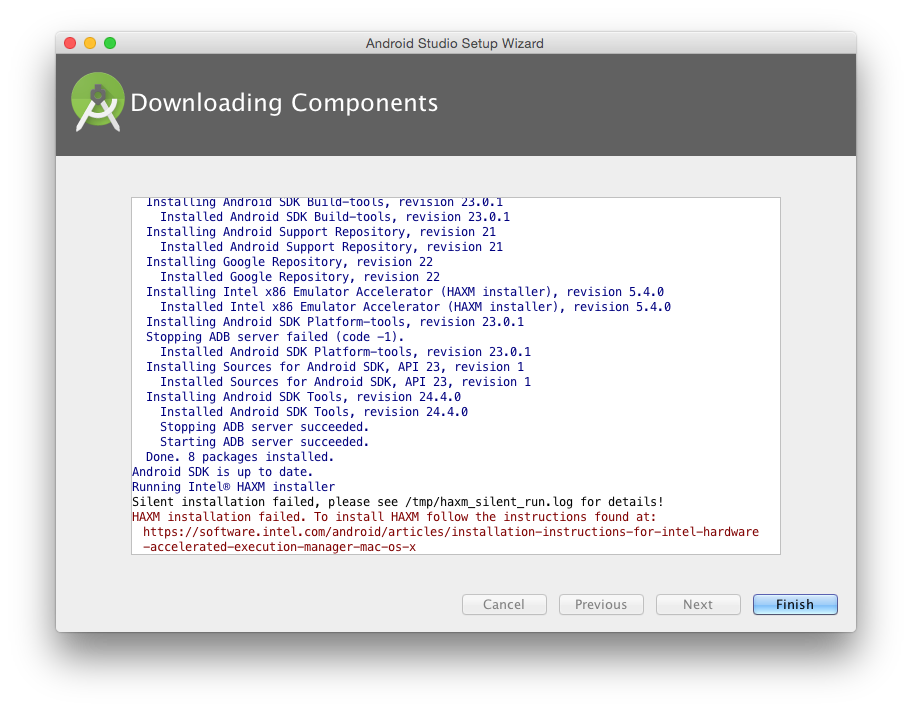 Android Studio Setup Wizard
Downloading Components
Installing Android SDK Build-tools, revision 23.0.1
Installed Android SDK Build-tools, revision 23.0.1
Installing Android Support Repository, revision 21
Installed Android Support Repository, revision 21
Installing Google Repository, revision 22
Installed Google Repository, revision 22
Installing Intel x86 Emulator Accelerator (HAXM installer), revision 5.4.0
Installed Intel x86 Emulator Accelerator (HAXM installer), revision 5.4.0
Installing Android SDK Platform-tools, revision 23.0.1
Stopping ADB server failed (code -1).
Installed Android SDK Platform-tools, revision 23.0.1
Installing Sources for Android SDK, API 23, revision 1
Installed Sources for Android SDK, API 23, revision 1
Installing Android SDK Tools, revision 24.4.0
Installed Android SDK Tools, revision 24.4.0
Stopping ADB server succeeded.
Starting ADB server succeeded.
Done. 8 packages installed.
Android SDK is up to date.
Running Intel® HAXM installer
Silent installation failed, please see /tmp/haxm_silent_run.log for details!
HAXM installation failed. To install HAXM follow the instructions found at:
https://software.intel.com/android/articles/installation-instructions-for-intel-hardware
-accelerated-execution-manager-mac-os-x
Cancel Previous Next Finish